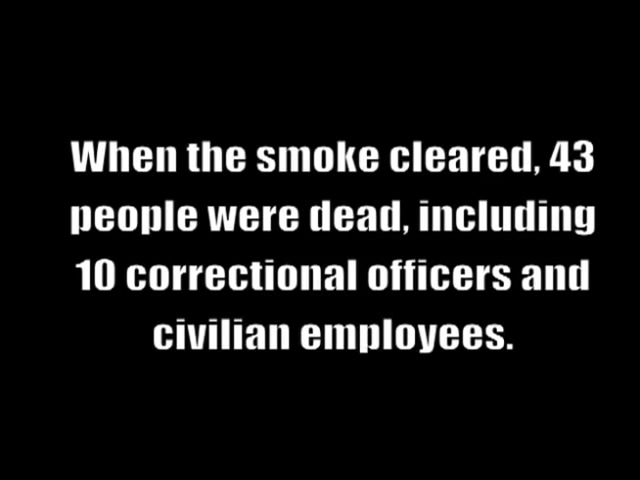 When the smoke cleared, 43
people were dead, including
10 correctional officers and
civilian employees.